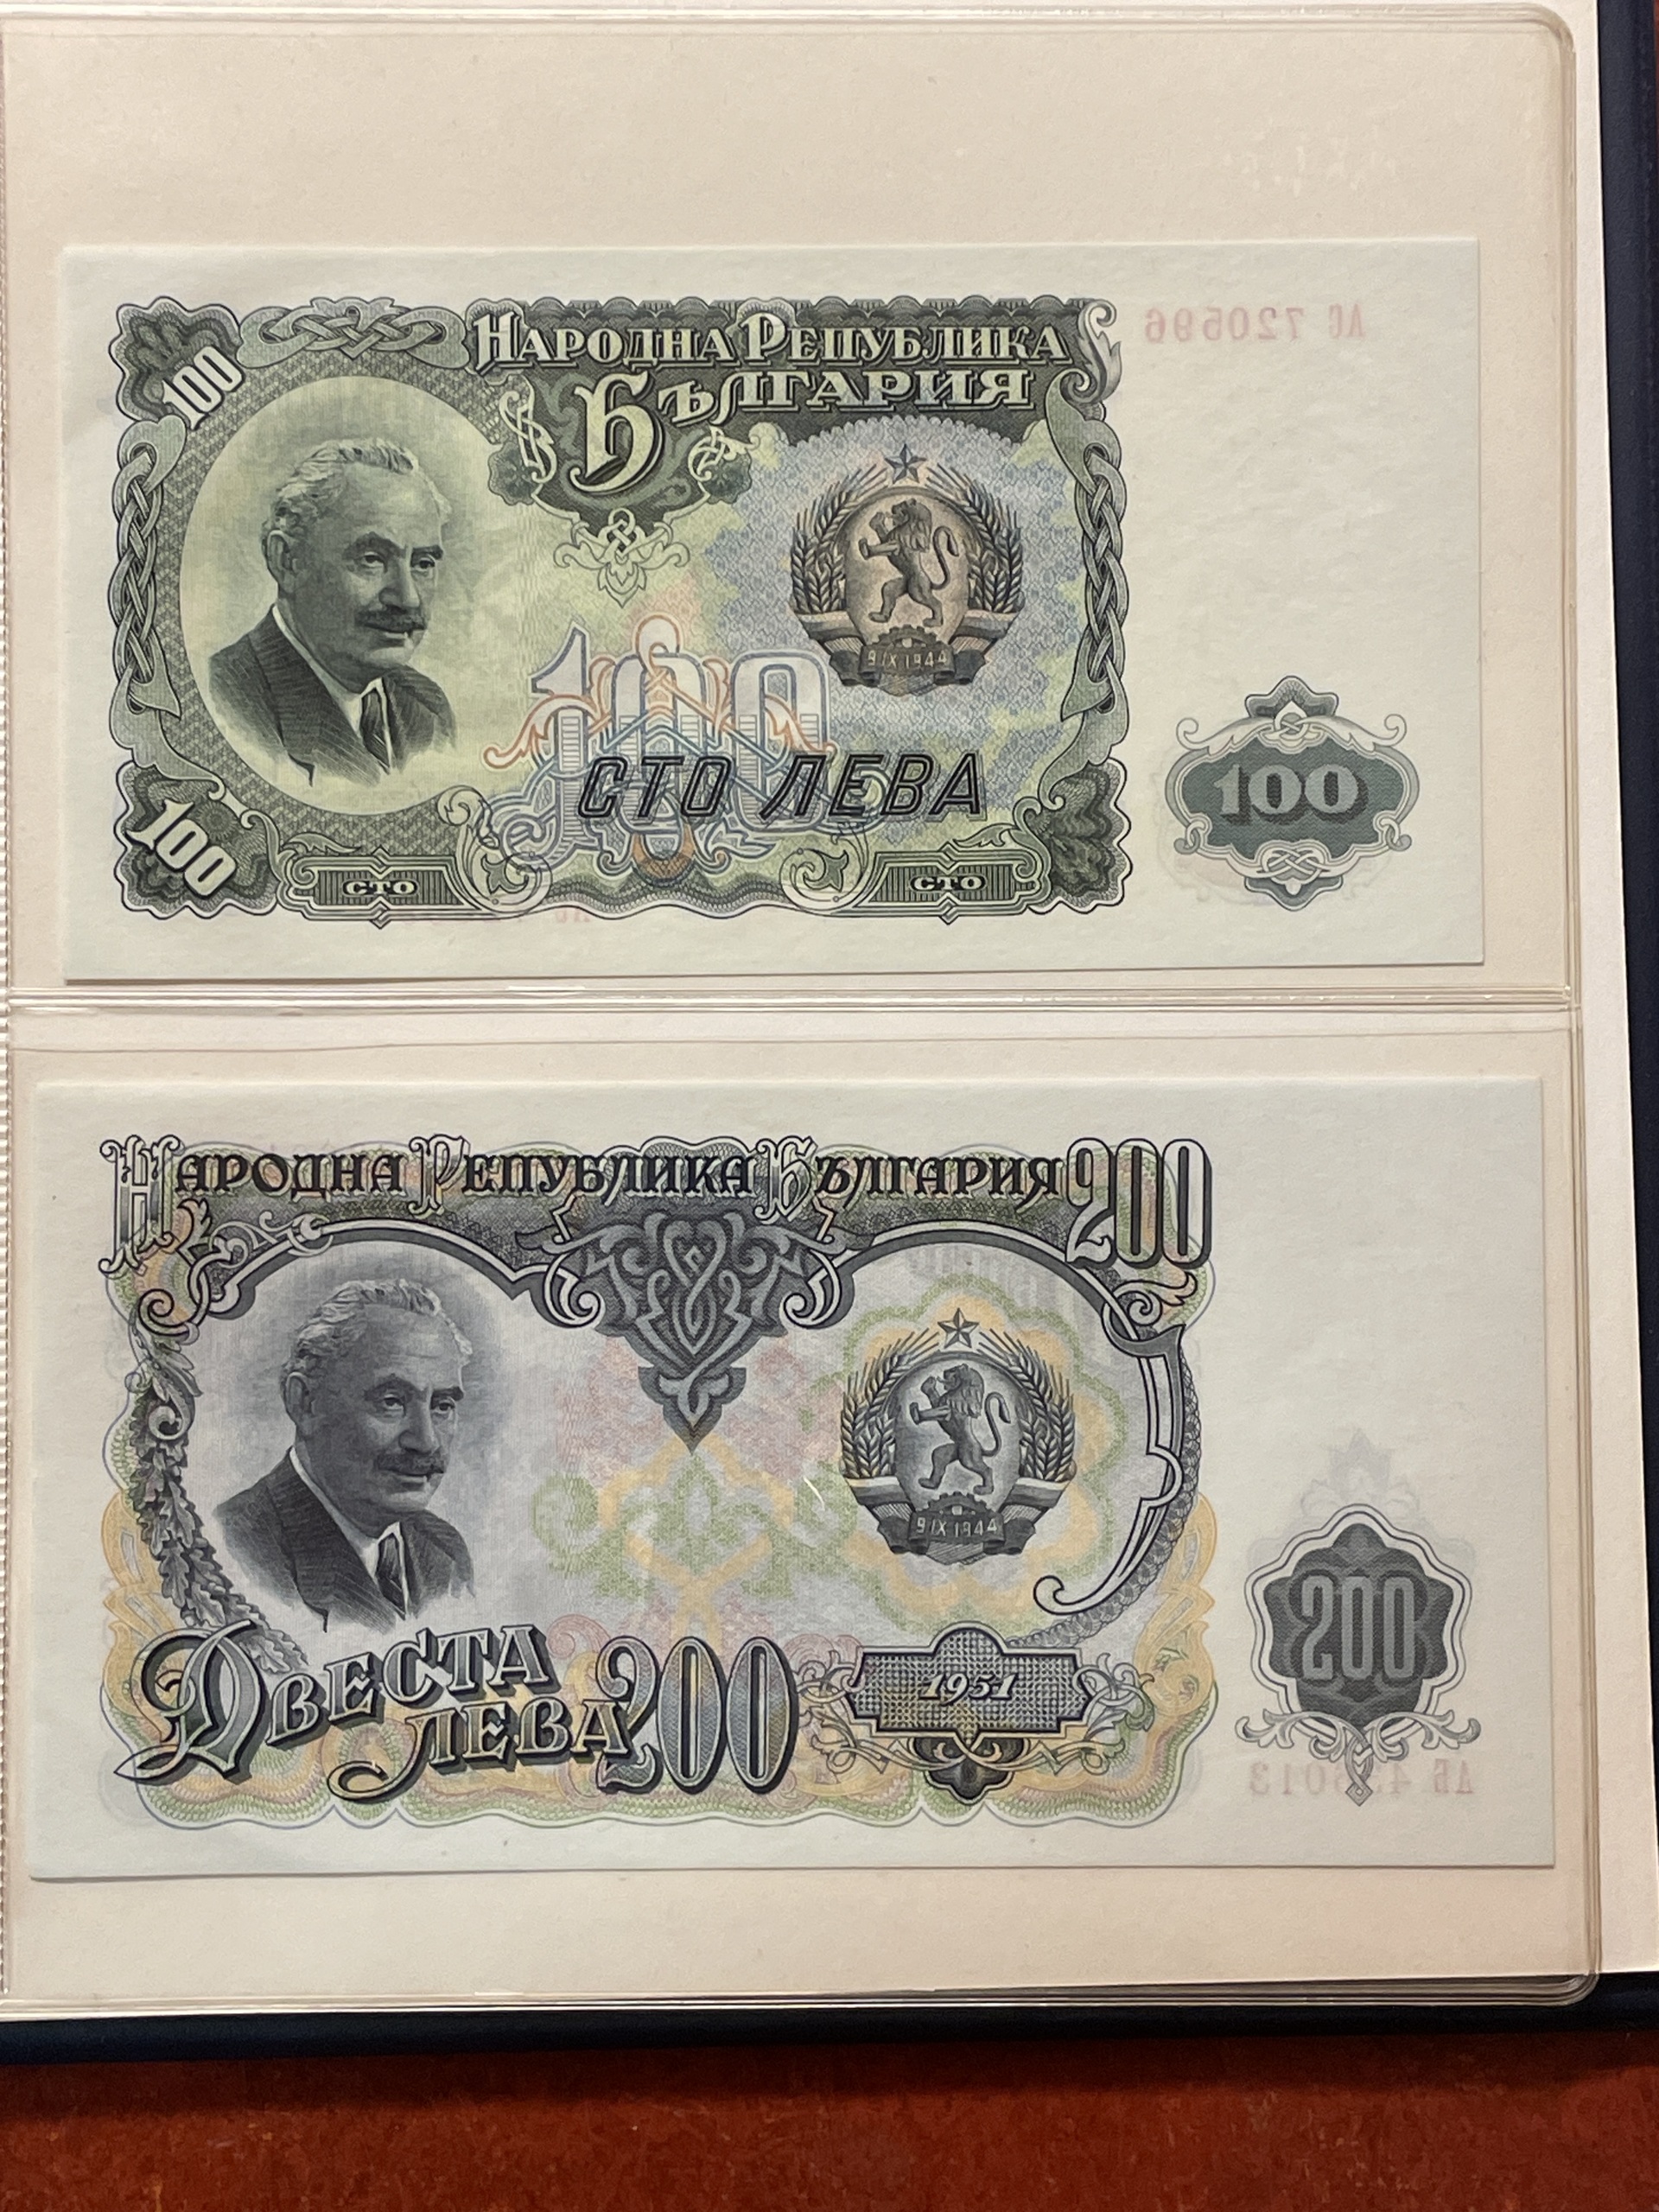 100
НАРОДНА РЕПУБЛИКА
БЪЛГАРИЯ
АС 720596
9 IX 1944
100
СТО ЛЕВА
100
100
СТО
СТО
НАРОДНА РЕПУБЛИКА БЪЛГАРИЯ 200
9 IX 1944
200
ДВЕСТА
ЛЕВА 200
1951